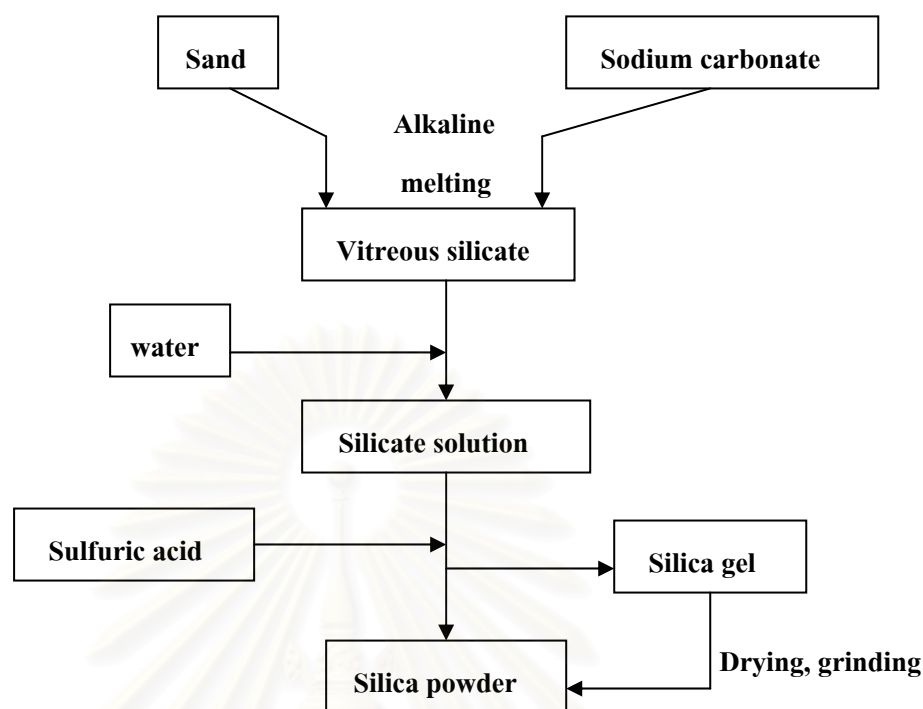 Sand
Sodium carbonate
Alkaline
melting
Vitreous silicate
water
Silicate solution
Sulfuric acid
Silica gel
Drying, grinding
Silica powder